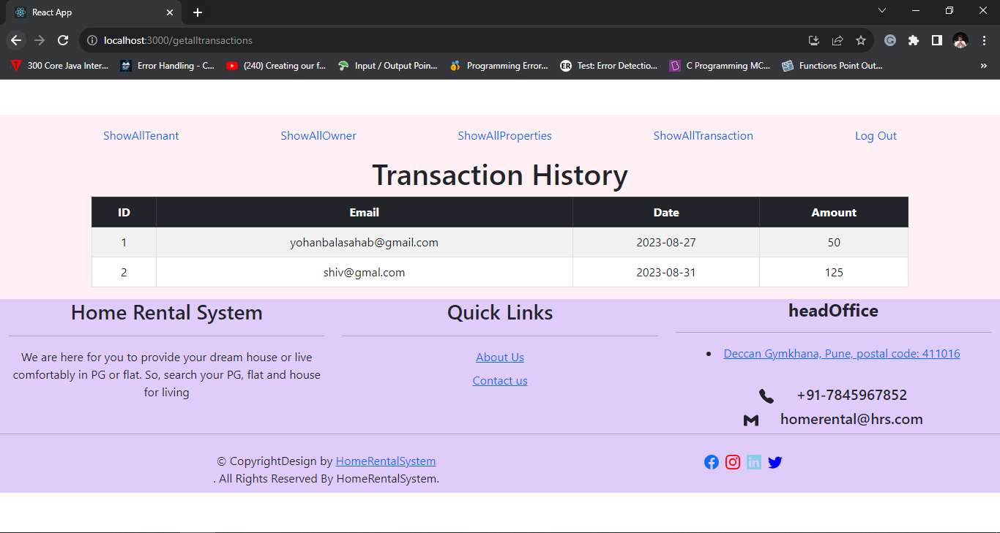 React App
localhost:3000/getalltransactions
300 Core Java Inter... Error Handling - C... (240) Creating our f... Input / Output Poin... Programming Error... ER Test: Error Detectio... C Programming MC... Functions Point Out... »
ShowAllTenant ShowAllOwner ShowAllProperties ShowAllTransaction Log Out
Transaction History
ID Email Date Amount
1 yohanbalasahab@gmail.com 2023-08-27 50
2 shiv@gmal.com 2023-08-31 125
Home Rental System
We are here for you to provide your dream house or live
comfortably in PG or flat. So, search your PG, flat and house
for living
Quick Links
About Us
Contact us
headOffice
• Deccan Gymkhana, Pune, postal code: 411016
+91-7845967852
homerental@hrs.com
© CopyrightDesign by HomeRentalSystem
. All Rights Reserved By HomeRentalSystem.